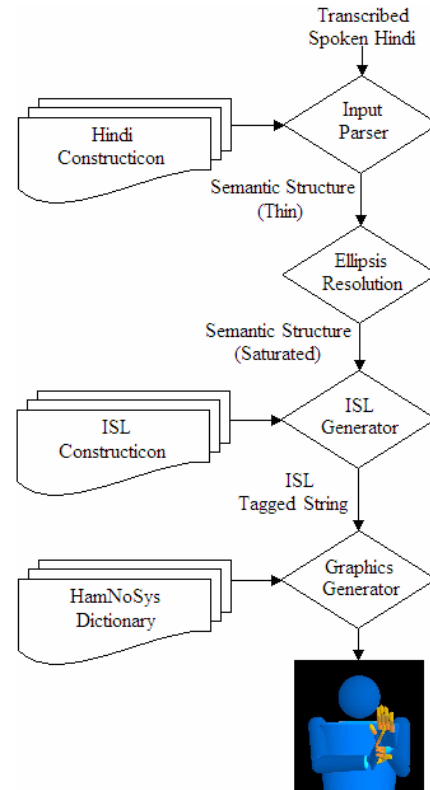 Transcribed
Spoken Hindi
Input
Parser
Hindi
Constructicon
Semantic Structure
(Thin)
Ellipsis
Resolution
Semantic Structure
(Saturated)
ISL
Generator
ISL
Constructicon
ISL
Tagged String
Graphics
Generator
HamNoSys
Dictionary